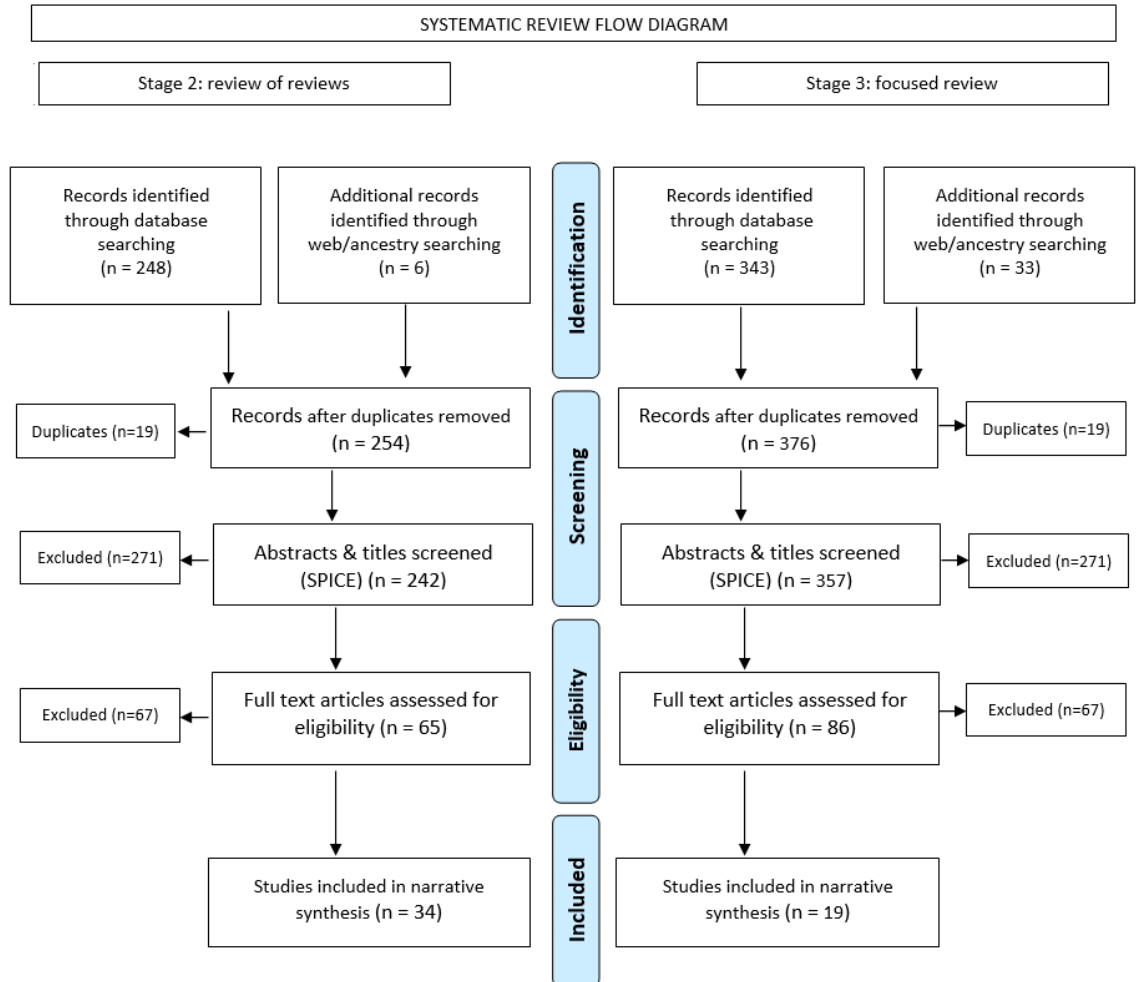 SYSTEMATIC REVIEW FLOW DIAGRAM
Stage 2: review of reviews
Stage 3: focused review
Records identified
through database
searching
(n = 248)
Additional records
identified through
web/ancestry searching
(n = 6)
Identification
Records identified
through database
searching
(n = 343)
Additional records
identified through
web/ancestry searching
(n = 33)
Duplicates (n=19)
Records after duplicates removed
(n = 254)
Screening
Records after duplicates removed
(n = 376)
Duplicates (n=19)
Excluded (n=271)
Abstracts & titles screened
(SPICE) (n = 242)
Abstracts & titles screened
(SPICE) (n = 357)
Excluded (n=271)
Excluded (n=67)
Full text articles assessed for
eligibility (n = 65)
Eligibility
Full text articles assessed for
eligibility (n = 86)
Excluded (n=67)
Studies included in narrative
synthesis (n = 34)
Included
Studies included in narrative
synthesis (n = 19)